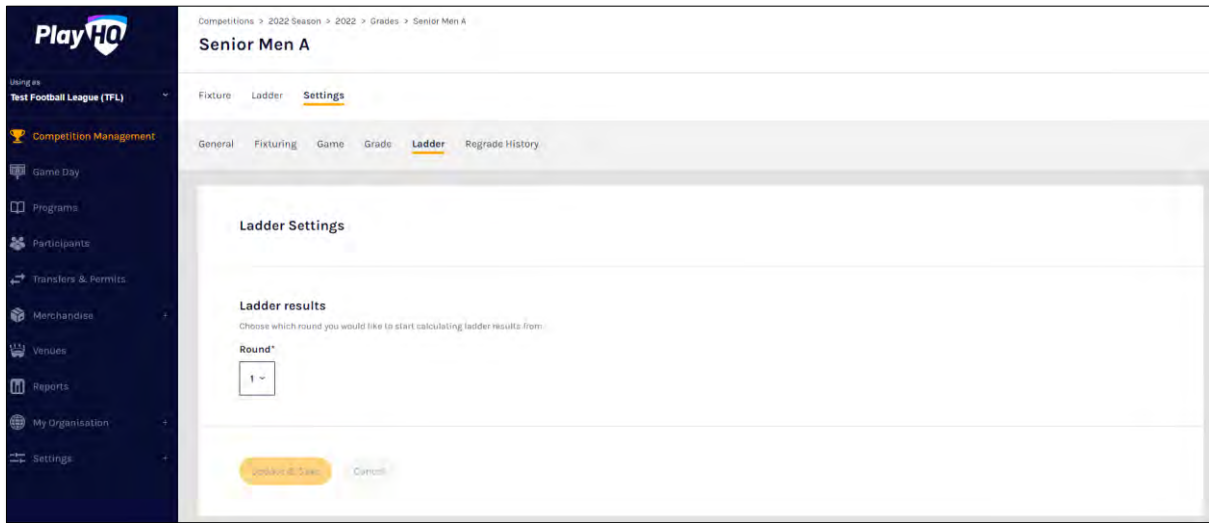 PlayHQ
Using as
Test Football League (TFL)
Competition Management
Game Day
Programs
Participants
Transfers & Permits
Merchandise
Venues
Reports
My Organisation
Settings
Competitions > 2022 Season > 2022 > Grades > Senior Men A
Senior Men A
Fixture Ladder Settings
General Fixturing Game Grade Ladder Regrade History
Ladder Settings
Ladder results
Choose which round you would like to start calculating ladder results from
Round*
1
Update & Save Cancel